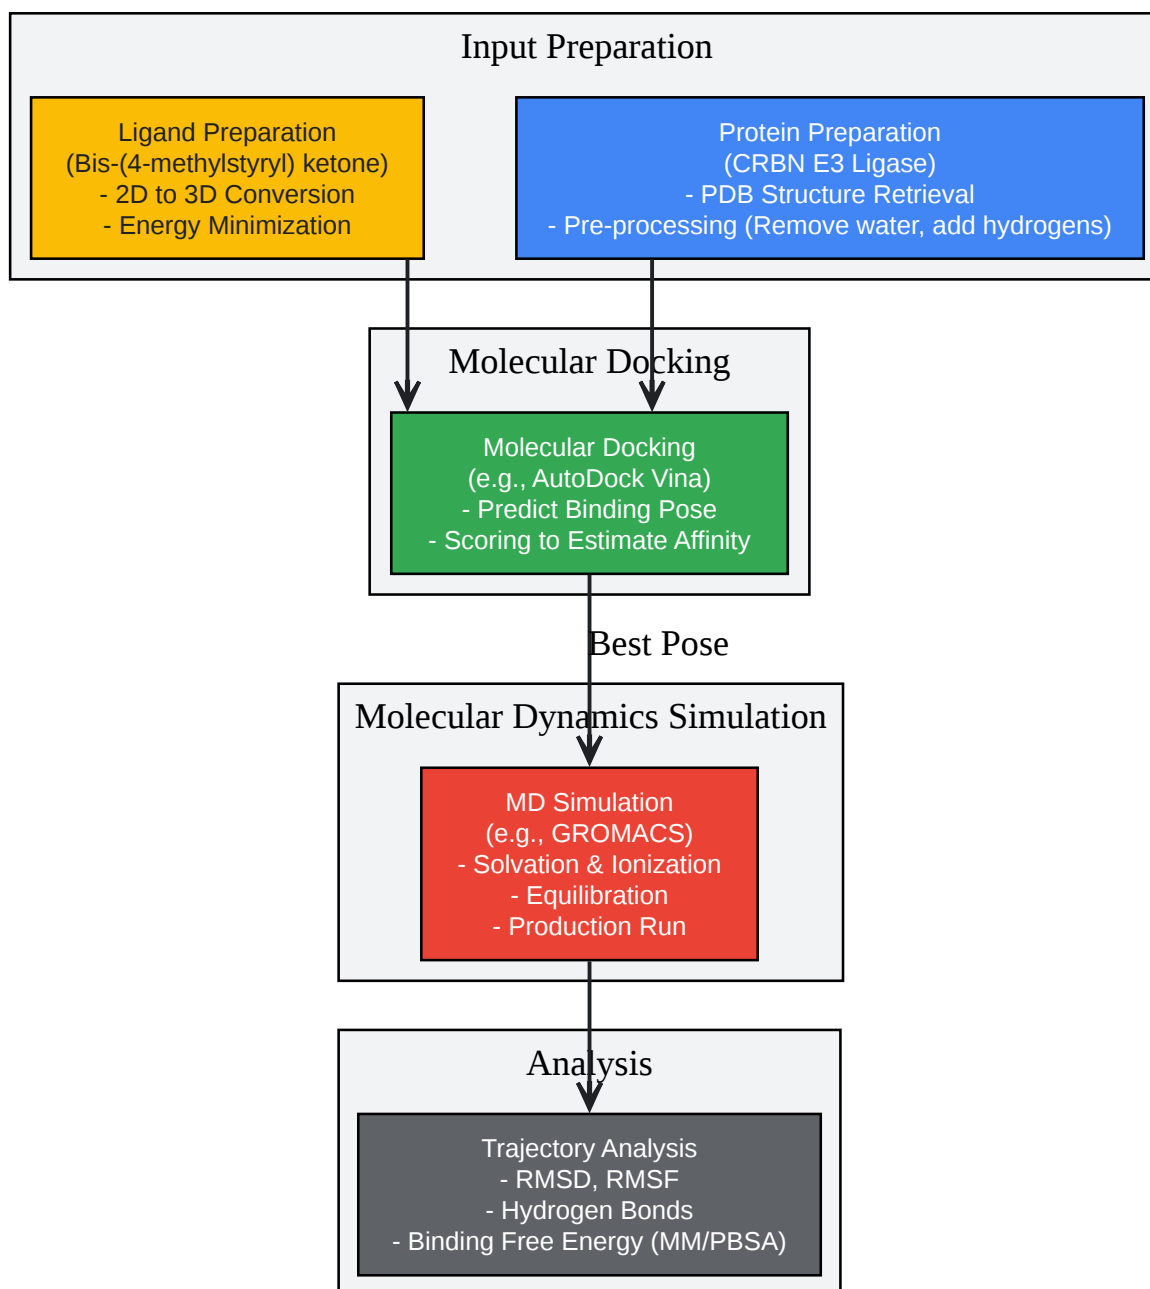 Input Preparation
Ligand Preparation
(Bis-(4-methylstyryl) ketone)
- 2D to 3D Conversion
- Energy Minimization
Protein Preparation
(CRBN E3 Ligase)
- PDB Structure Retrieval
- Pre-processing (Remove water, add hydrogens)
Molecular Docking
Molecular Docking
(e.g., AutoDock Vina)
- Predict Binding Pose
- Scoring to Estimate Affinity
Best Pose
Molecular Dynamics Simulation
MD Simulation
(e.g., GROMACS)
- Solvation & Ionization
- Equilibration
- Production Run
Analysis
Trajectory Analysis
- RMSD, RMSF
- Hydrogen Bonds
- Binding Free Energy (MM/PBSA)